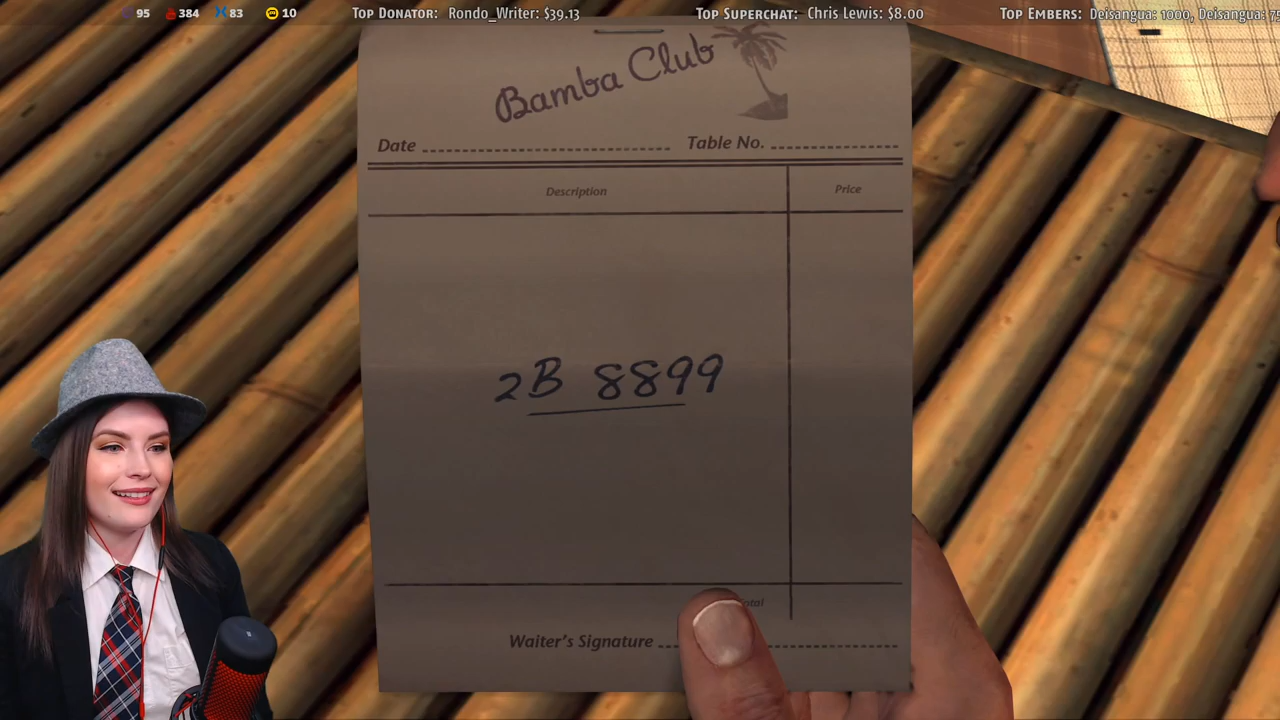 95 384 83 10 Top Donator: Rondo_Writer: $39.13 Top Superchat: Chris Lewis: $8.00 Top Embers: Deisangua: 1000, Deisangua: 75
Bamba Club
Date Table No.
Description Price
2B 8899
Waiter's Signature